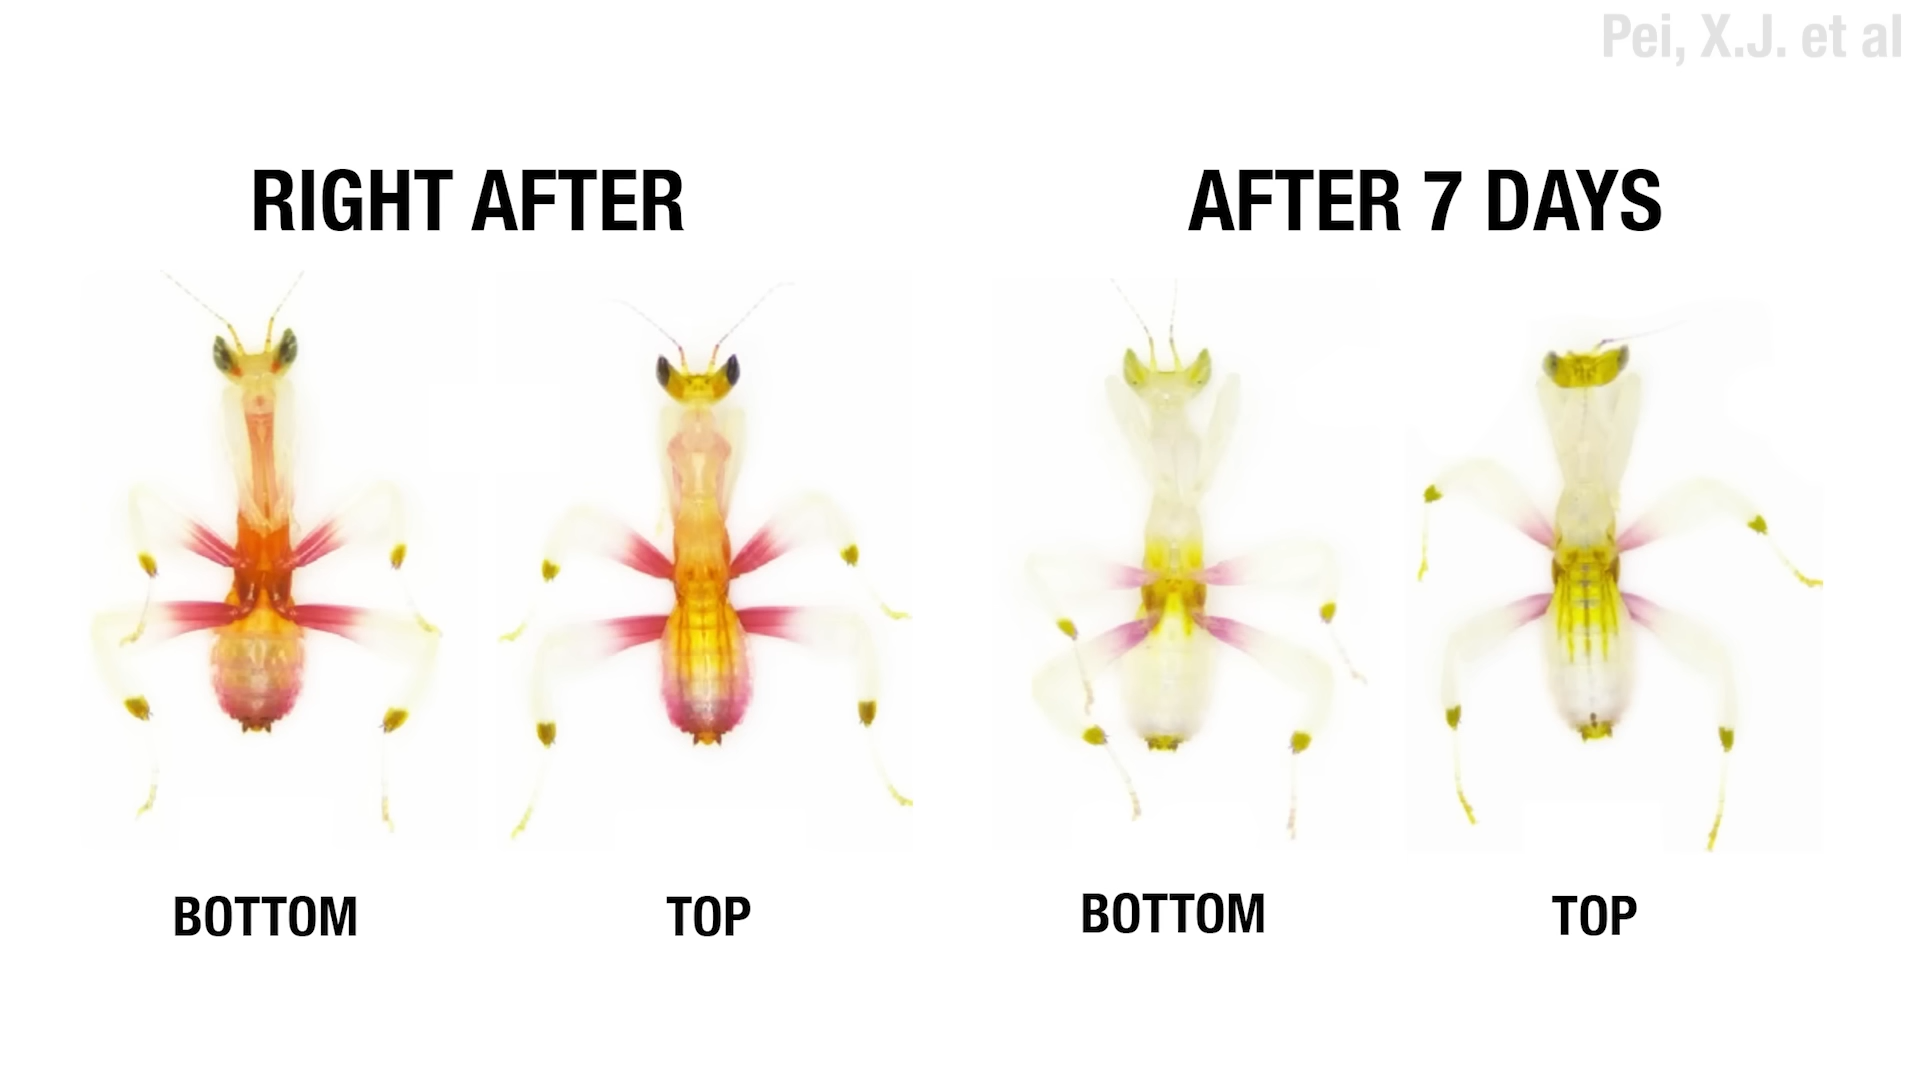 Pei, X.J. et al
RIGHT AFTER
AFTER 7 DAYS
BOTTOM
TOP
BOTTOM
TOP